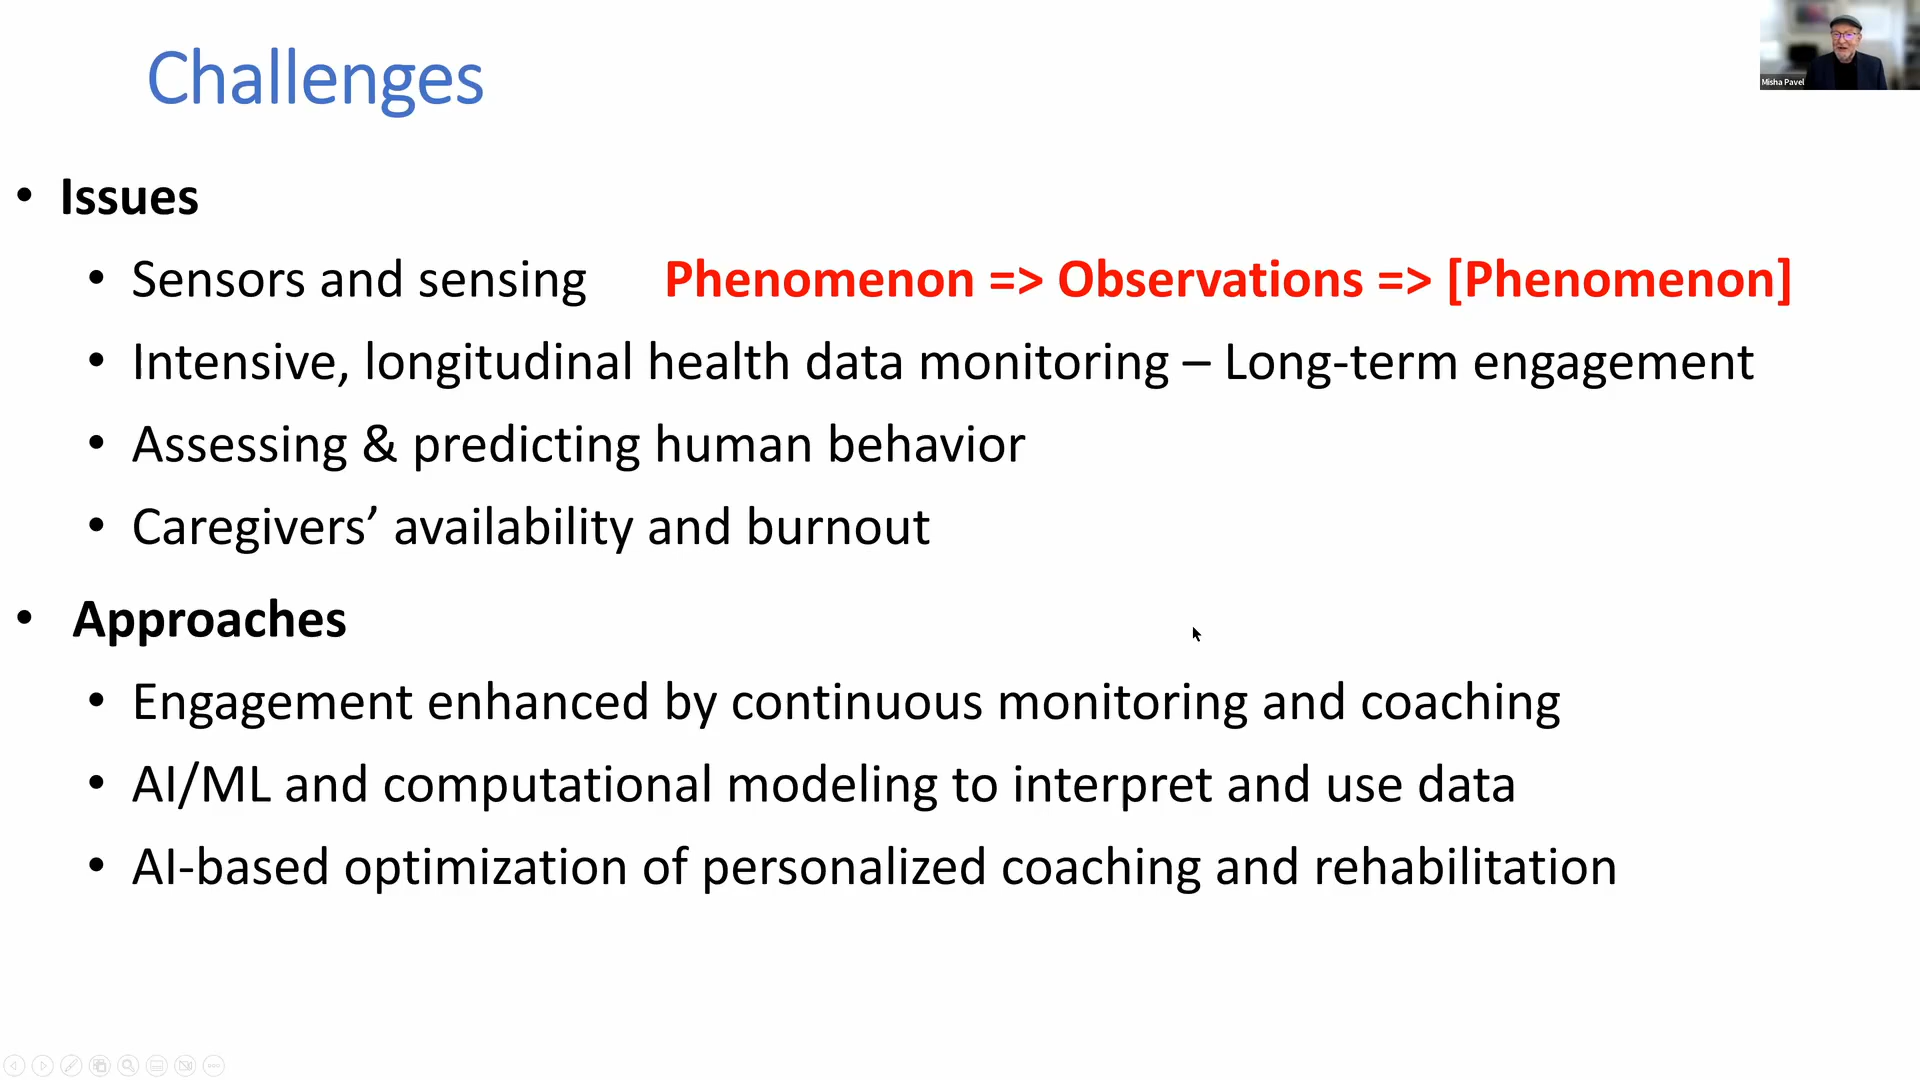 Challenges
Misha Pavel
• Issues
• Sensors and sensing Phenomenon => Observations => [Phenomenon]
• Intensive, longitudinal health data monitoring – Long-term engagement
• Assessing & predicting human behavior
• Caregivers’ availability and burnout
• Approaches
• Engagement enhanced by continuous monitoring and coaching
• AI/ML and computational modeling to interpret and use data
• AI-based optimization of personalized coaching and rehabilitation